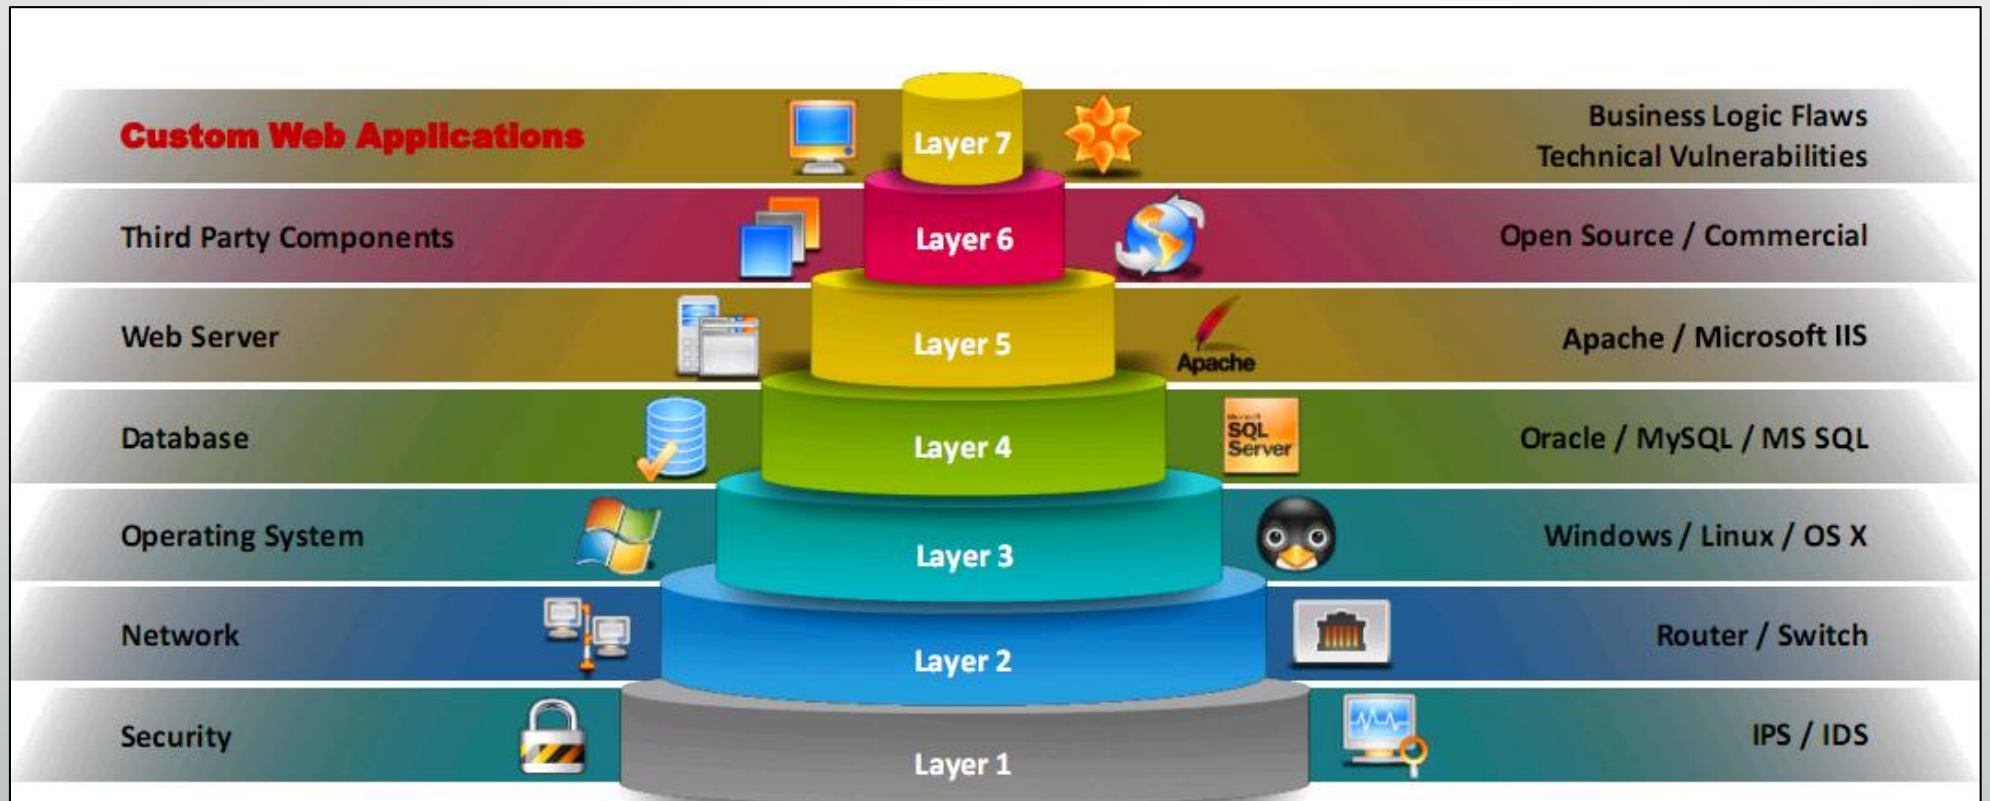 Custom Web Applications
Layer 7
Business Logic Flaws
Technical Vulnerabilities
Third Party Components
Layer 6
Open Source / Commercial
Web Server
Layer 5
Apache
Apache / Microsoft IIS
Database
Layer 4
SQL
Server
Oracle / MySQL / MS SQL
Operating System
Layer 3
Windows / Linux / OS X
Network
Layer 2
Router / Switch
Security
Layer 1
IPS / IDS